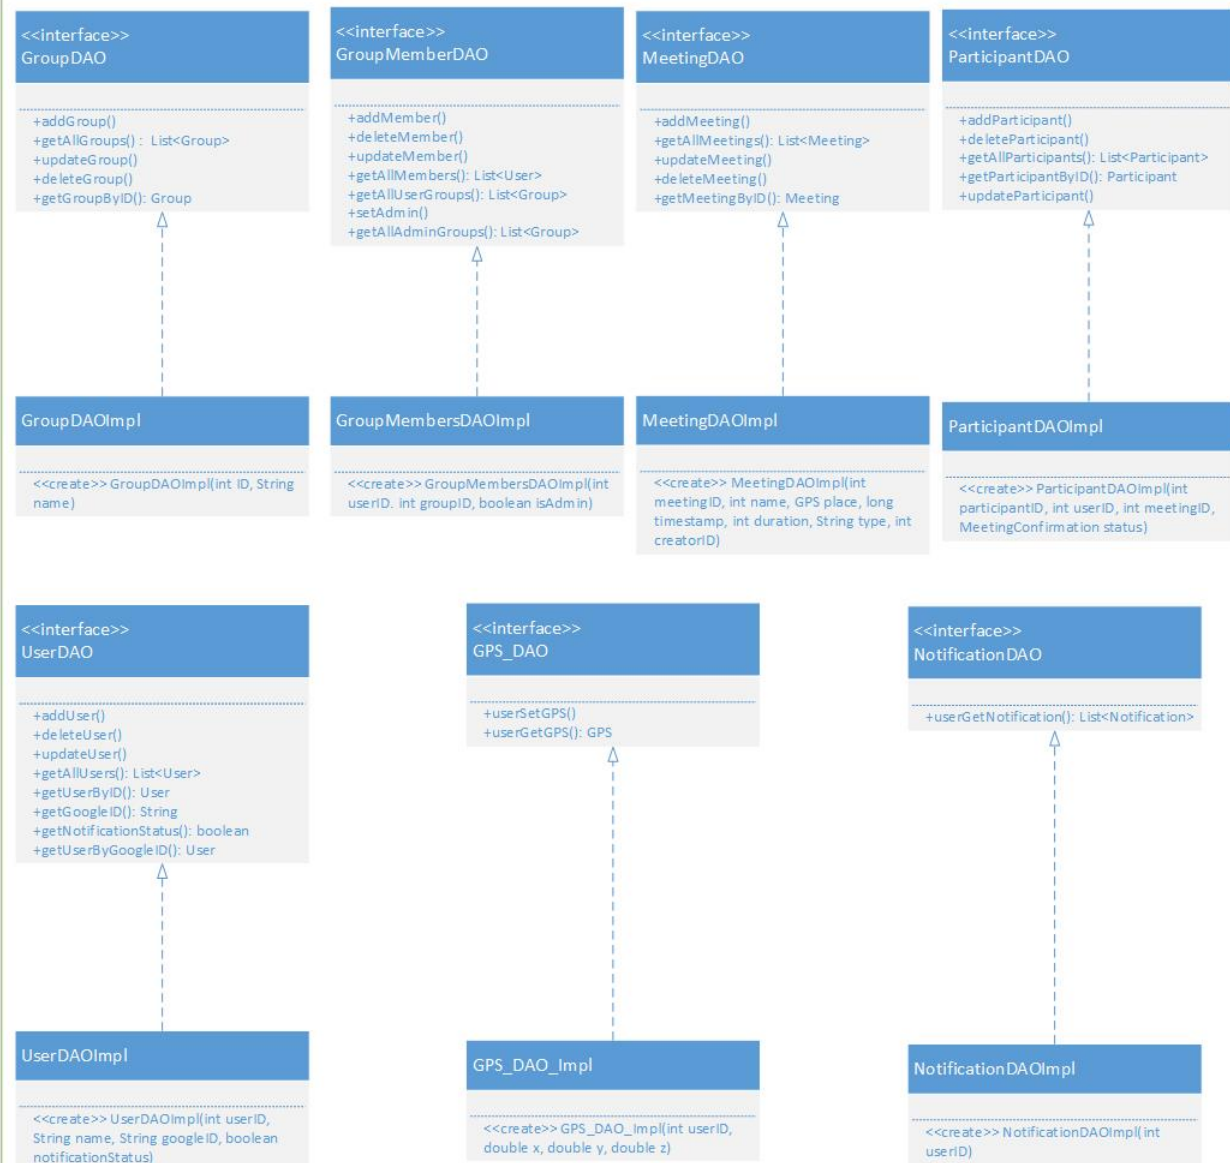 <<interface>>
GroupDAO
+addGroup()
+getAllGroups() : List<Group>
+updateGroup()
+deleteGroup()
+getGroupByID(): Group
<<interface>>
GroupMemberDAO
+addMember()
+deleteMember()
+updateMember()
+getAllMembers(): List<User>
+getAllUserGroups(): List<Group>
+setAdmin()
+getAllAdminGroups(): List<Group>
<<interface>>
MeetingDAO
+addMeeting()
+getAllMeetings(): List<Meeting>
+updateMeeting()
+deleteMeeting()
+getMeetingByID(): Meeting
<<interface>>
ParticipantDAO
+addParticipant()
+deleteParticipant()
+getAllParticipants(): List<Participant>
+getParticipantByID(): Participant
+updateParticipant()
GroupDAOImpl
<<create>> GroupDAOImpl(int ID, String
name)
GroupMembersDAOImpl
<<create>> GroupMembersDAOImpl(int
userID. int groupID, boolean isAdmin)
MeetingDAOImpl
<<create>> MeetingDAOImpl(int
meetingID, int name, GPS place, long
timestamp, int duration, String type, int
creatorID)
ParticipantDAOImpl
<<create>> ParticipantDAOImpl(int
participantID, int userID, int meetingID,
MeetingConfirmation status)
<<interface>>
UserDAO
+addUser()
+deleteUser()
+updateUser()
+getAllUsers(): List<User>
+getUserByID(): User
+getGoogleID(): String
+getNotificationStatus(): boolean
+getUserByGoogleID(): User
<<interface>>
GPS_DAO
+userSetGPS()
+userGetGPS(): GPS
<<interface>>
NotificationDAO
+userGetNotification(): List<Notification>
UserDAOImpl
<<create>> UserDAOImpl(int userID,
String name, String googleID, boolean
notificationStatus)
GPS_DAO_Impl
<<create>> GPS_DAO_Impl(int userID,
double x, double y, double z)
NotificationDAOImpl
<<create>> NotificationDAOImpl(int
userID)